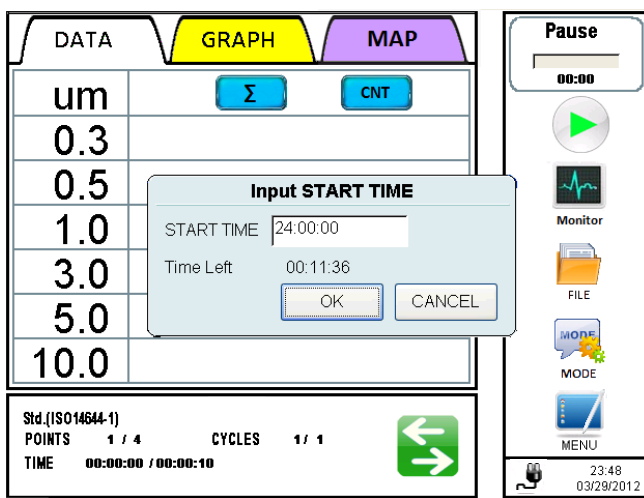 DATA
GRAPH
MAP
um
Σ
CNT
0.3
0.5
1.0
3.0
5.0
10.0
Input START TIME
START TIME 24:00:00
Time Left 00:11:36
OK
CANCEL
Std.(ISO14644-1)
POINTS 1 / 4 CYCLES 1/ 1
TIME 00:00:00 / 00:00:10
Pause
00:00
Monitor
FILE
MODE
MODE
MENU
23:48
03/29/2012